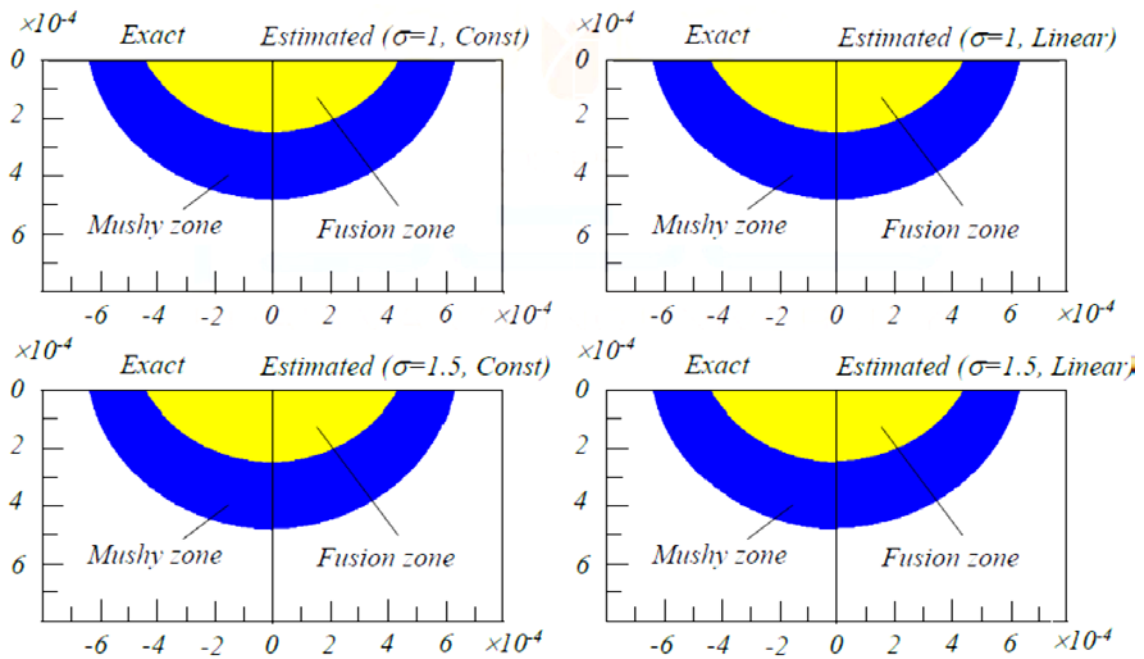 ×10⁻⁴ Exact Estimated (σ=1, Const)
0
2
4
6
Mushy zone Fusion zone
-6 -4 -2 0 2 4 6 ×10⁻⁴
×10⁻⁴ Exact Estimated (σ=1, Linear)
0
2
4
6
Mushy zone Fusion zone
-6 -4 -2 0 2 4 6 ×10⁻⁴
×10⁻⁴ Exact Estimated (σ=1.5, Const)
0
2
4
6
Mushy zone Fusion zone
-6 -4 -2 0 2 4 6 ×10⁻⁴
×10⁻⁴ Exact Estimated (σ=1.5, Linear)
0
2
4
6
Mushy zone Fusion zone
-6 -4 -2 0 2 4 6 ×10⁻⁴